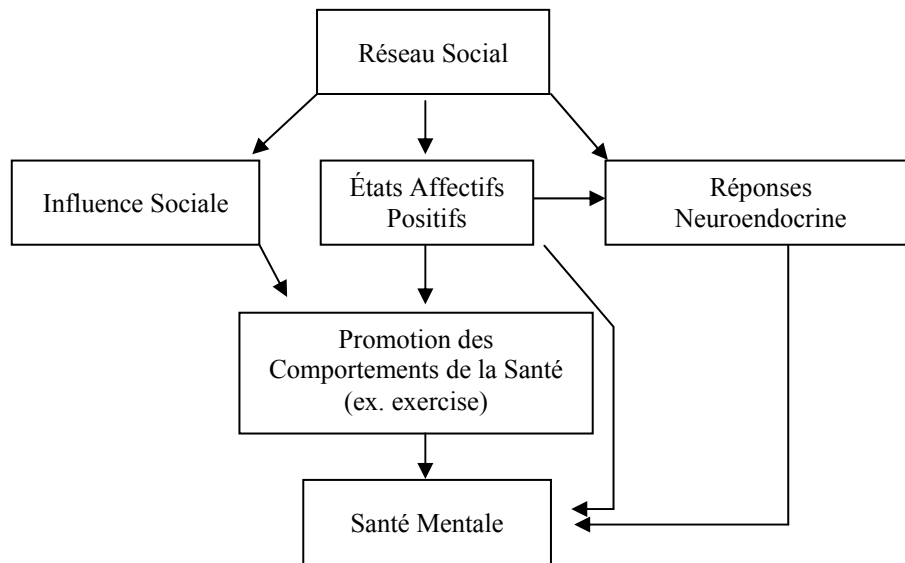 Réseau Social
Influence Sociale
États Affectifs
Positifs
Réponses
Neuroendocrine
Promotion des
Comportements de la Santé
(ex. exercise)
Santé Mentale